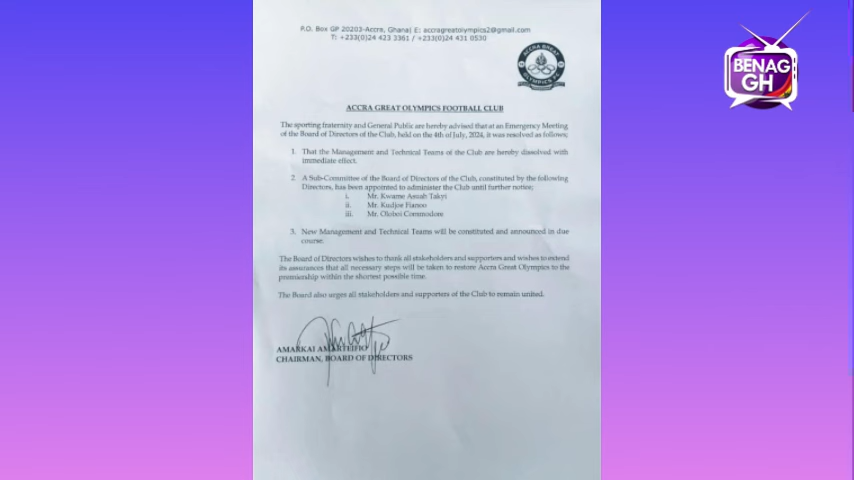 P.O. Box GP 20203-Accra, Ghana| E: accragreatolympics2@gmail.com
T: +233(0)24 423 3361 / +233(0)24 431 0530
ACCRA GREAT
OLYMPICS FC
BENAG
GH
ACCRA GREAT OLYMPICS FOOTBALL CLUB
The sporting fraternity and General Public are hereby advised that at an Emergency Meeting
of the Board of Directors of the Club, held on the 4th of July, 2024, it was resolved as follows;
1. That the Management and Technical Teams of the Club are hereby dissolved with
immediate effect.
2. A Sub-Committee of the Board of Directors of the Club, constituted by the following
Directors, has been appointed to administer the Club until further notice;
i. Mr. Kwame Assah Takyi
ii. Mr. Kudjoe Fianoo
iii. Mr. Oloboi Commodore
3. New Management and Technical Teams will be constituted and announced in due
course.
The Board of Directors wishes to thank all stakeholders and supporters and wishes to extend
its assurances that all necessary steps will be taken to restore Accra Great Olympics to the
premiership within the shortest possible time.
The Board also urges all stakeholders and supporters of the Club to remain united.
AMARKAI AMARTEIFIO
CHAIRMAN, BOARD OF DIRECTORS